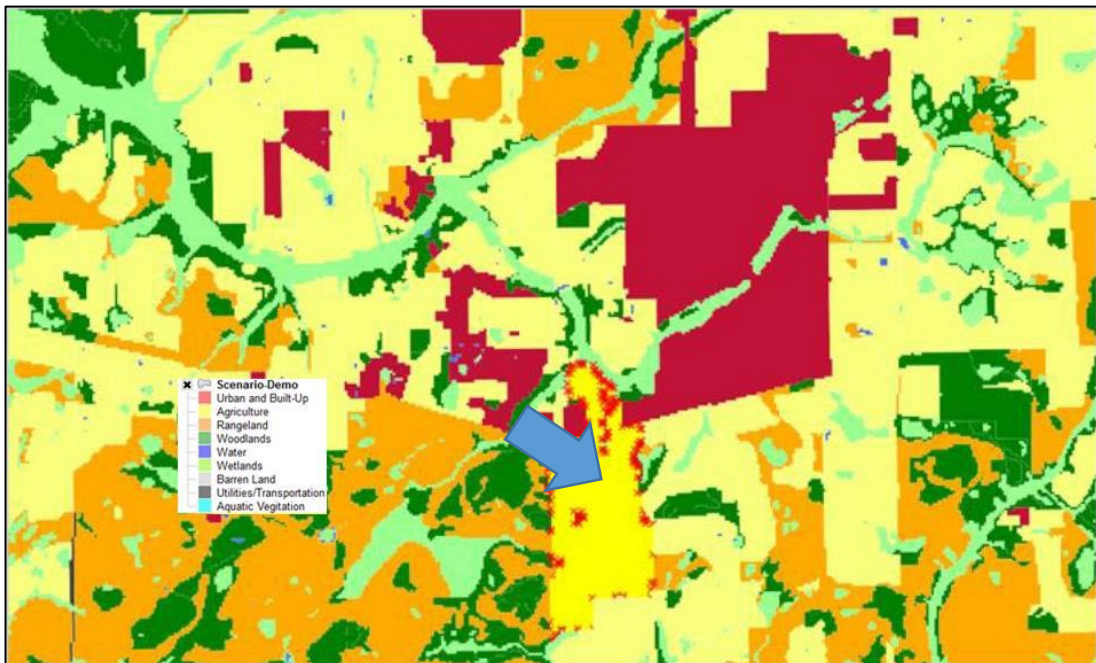 Scenario-Demo
Urban and Built-Up
Agriculture
Rangeland
Woodlands
Water
Wetlands
Barren Land
Utilities/Transportation
Aquatic Vegitation